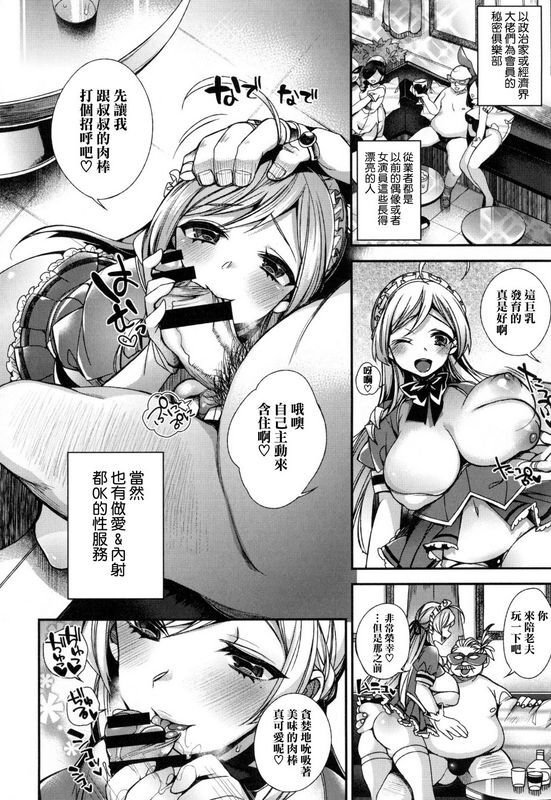 以政治家或經濟界
大佬們為會員的
秘密俱樂部
從業者都是
以前的偶像或者
女演員這些長得
漂亮的人
這巨乳
發育的
真是好啊
呀啊♡
你
來陪老夫
玩一下吧
非常榮幸♡
…但是那之前
先讓我
跟叔叔的肉棒
打個招呼吧♡
なで
なで
はむっ♡
哦噢
自己主動來
含住啊♡
當然
也有做愛&內射
都OK的性服務
貪婪地吮吸著
美味的肉棒
真可愛呢♡